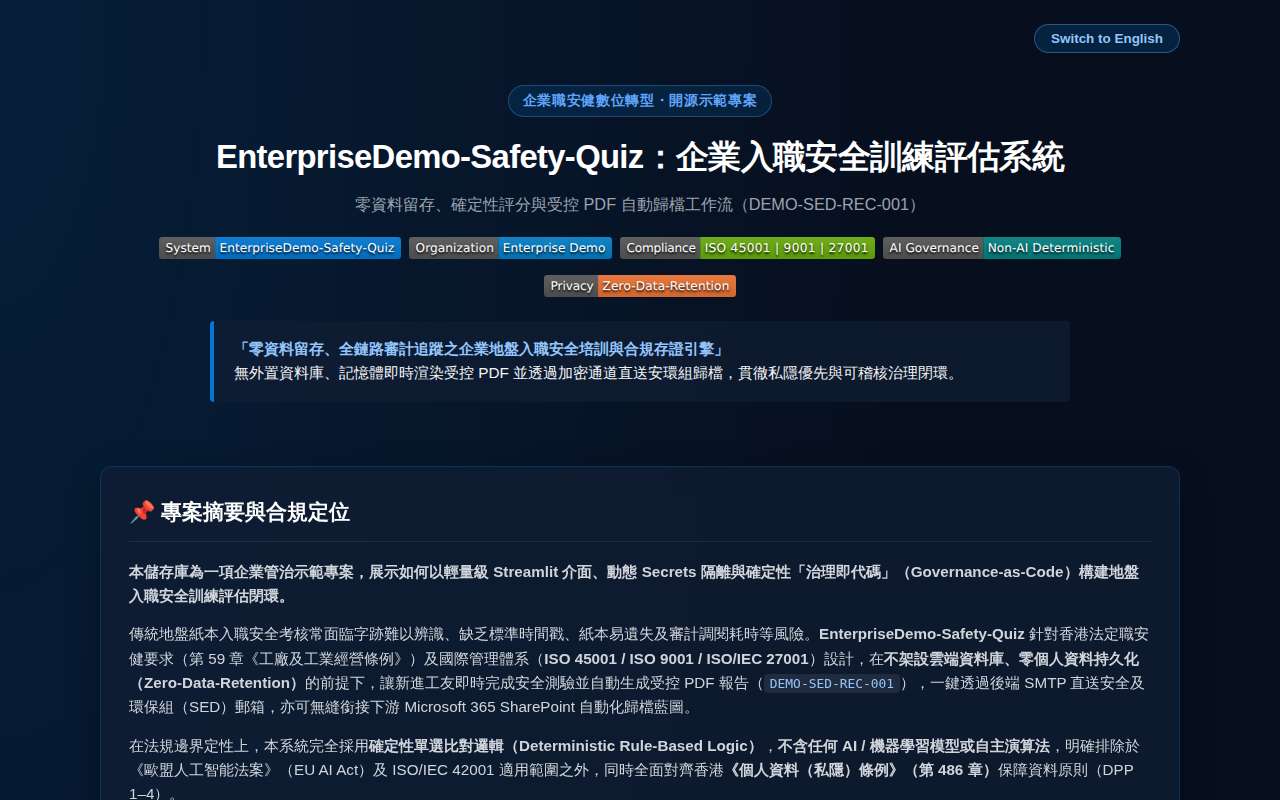 Switch to English
企業職安健數位轉型・開源示範專案
EnterpriseDemo-Safety-Quiz：企業入職安全訓練評估系統
零資料留存、確定性評分與受控 PDF 自動歸檔工作流（DEMO-SED-REC-001）
System EnterpriseDemo-Safety-Quiz Organization Enterprise Demo Compliance ISO 45001 | 9001 | 27001 AI Governance Non-AI Deterministic
Privacy Zero-Data-Retention
「零資料留存、全鏈路審計追蹤之企業地盤入職安全培訓與合規存證引擎」
無外置資料庫、記憶體即時渲染受控 PDF 並透過加密通道直送安環組歸檔，貫徹私隱優先與可稽核治理閉環。
📌 專案摘要與合規定位
本儲存庫為一項企業管治示範專案，展示如何以輕量級 Streamlit 介面、動態 Secrets 隔離與確定性「治理即代碼」（Governance-as-Code）構建地盤
入職安全訓練評估閉環。
傳統地盤紙本入職安全考核常面臨字跡難以辨識、缺乏標準時間戳、紙本易遺失及審計調閱耗時等風險。EnterpriseDemo-Safety-Quiz 針對香港法定職安
健要求（第 59 章《工廠及工業經營條例》）及國際管理體系（ISO 45001 / ISO 9001 / ISO/IEC 27001）設計，在不架設雲端資料庫、零個人資料持久化
（Zero-Data-Retention）的前提下，讓新進工友即時完成安全測驗並自動生成受控 PDF 報告（DEMO-SED-REC-001），一鍵透過後端 SMTP 直送安全及
環保組（SED）郵箱，亦可無縫銜接下游 Microsoft 365 SharePoint 自動化歸檔藍圖。
在法規邊界定性上，本系統完全採用確定性單選比對邏輯（Deterministic Rule-Based Logic），不含任何 AI / 機器學習模型或自主演算法，明確排除於
《歐盟人工智能法案》（EU AI Act）及 ISO/IEC 42001 適用範圍之外，同時全面對齊香港《個人資料（私隱）條例》（第 486 章）保障資料原則（DPP
1–4）。